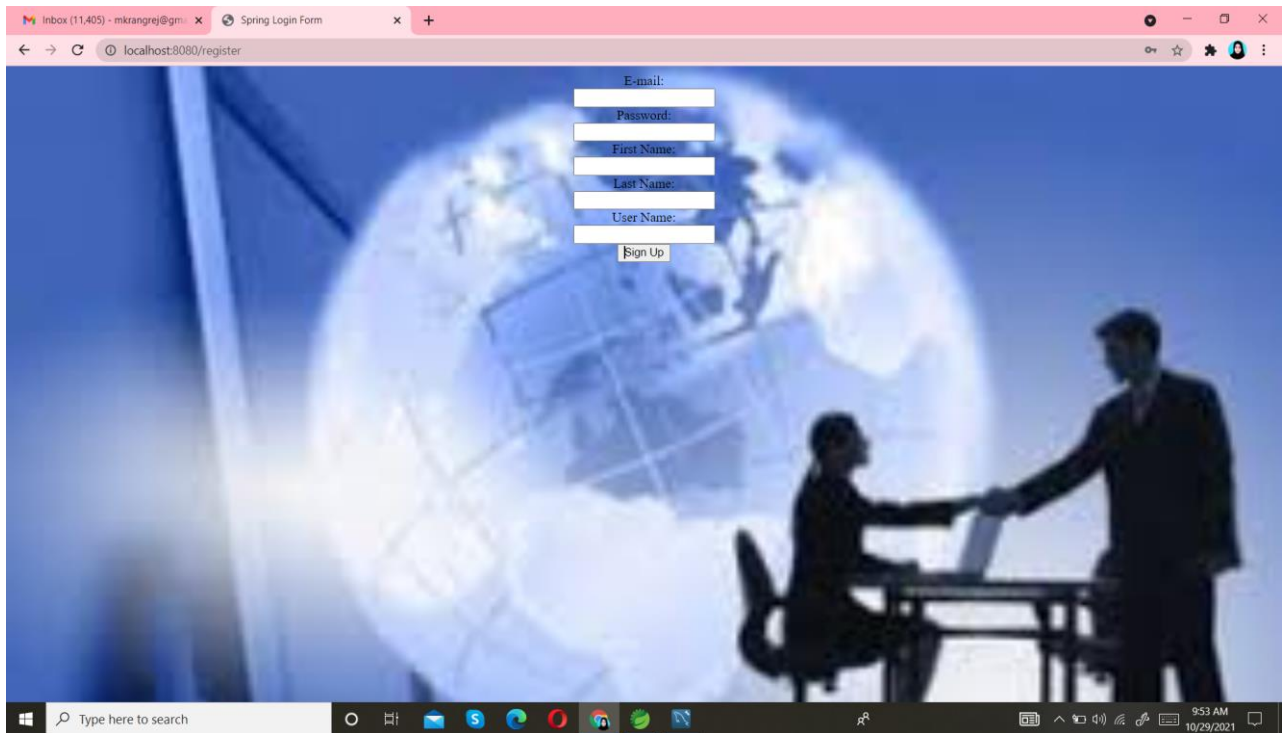 Inbox (11,405) - mkrangrej@gma
Spring Login Form
localhost:8080/register
E-mail:
Password:
First Name:
Last Name:
User Name:
Sign Up
Type here to search
9:53 AM
10/29/2021